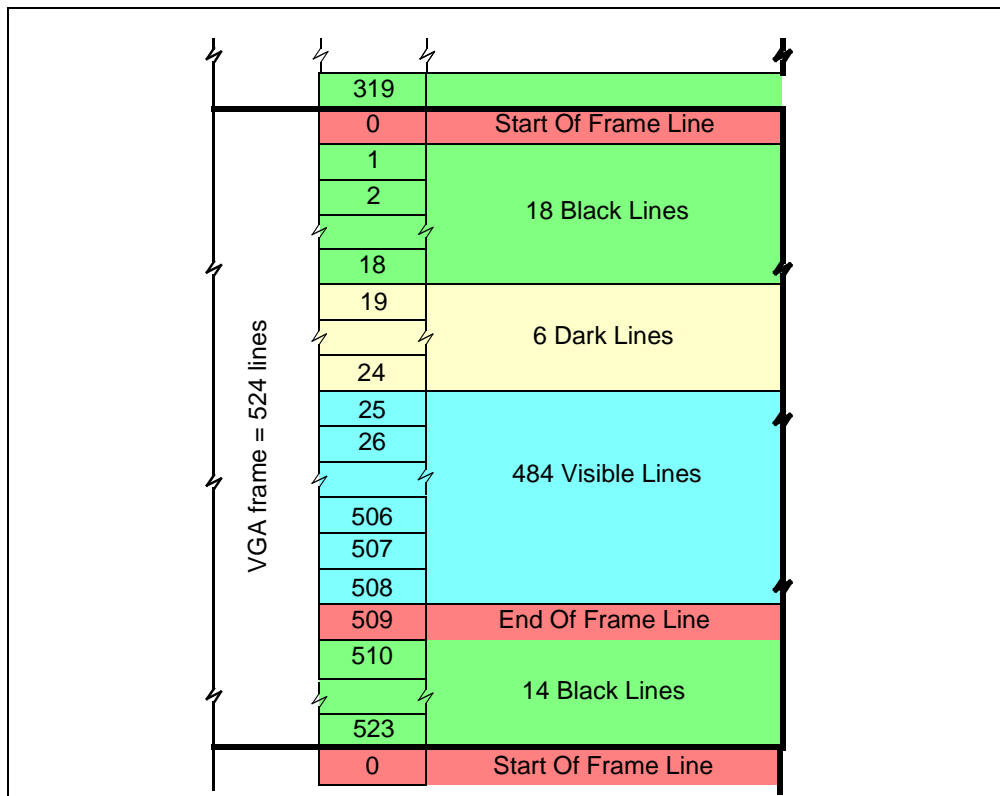 319
0 Start Of Frame Line
1
2
18 Black Lines
18
19
6 Dark Lines
24
25
26
484 Visible Lines
506
507
508
509 End Of Frame Line
510
14 Black Lines
523
0 Start Of Frame Line
VGA frame = 524 lines